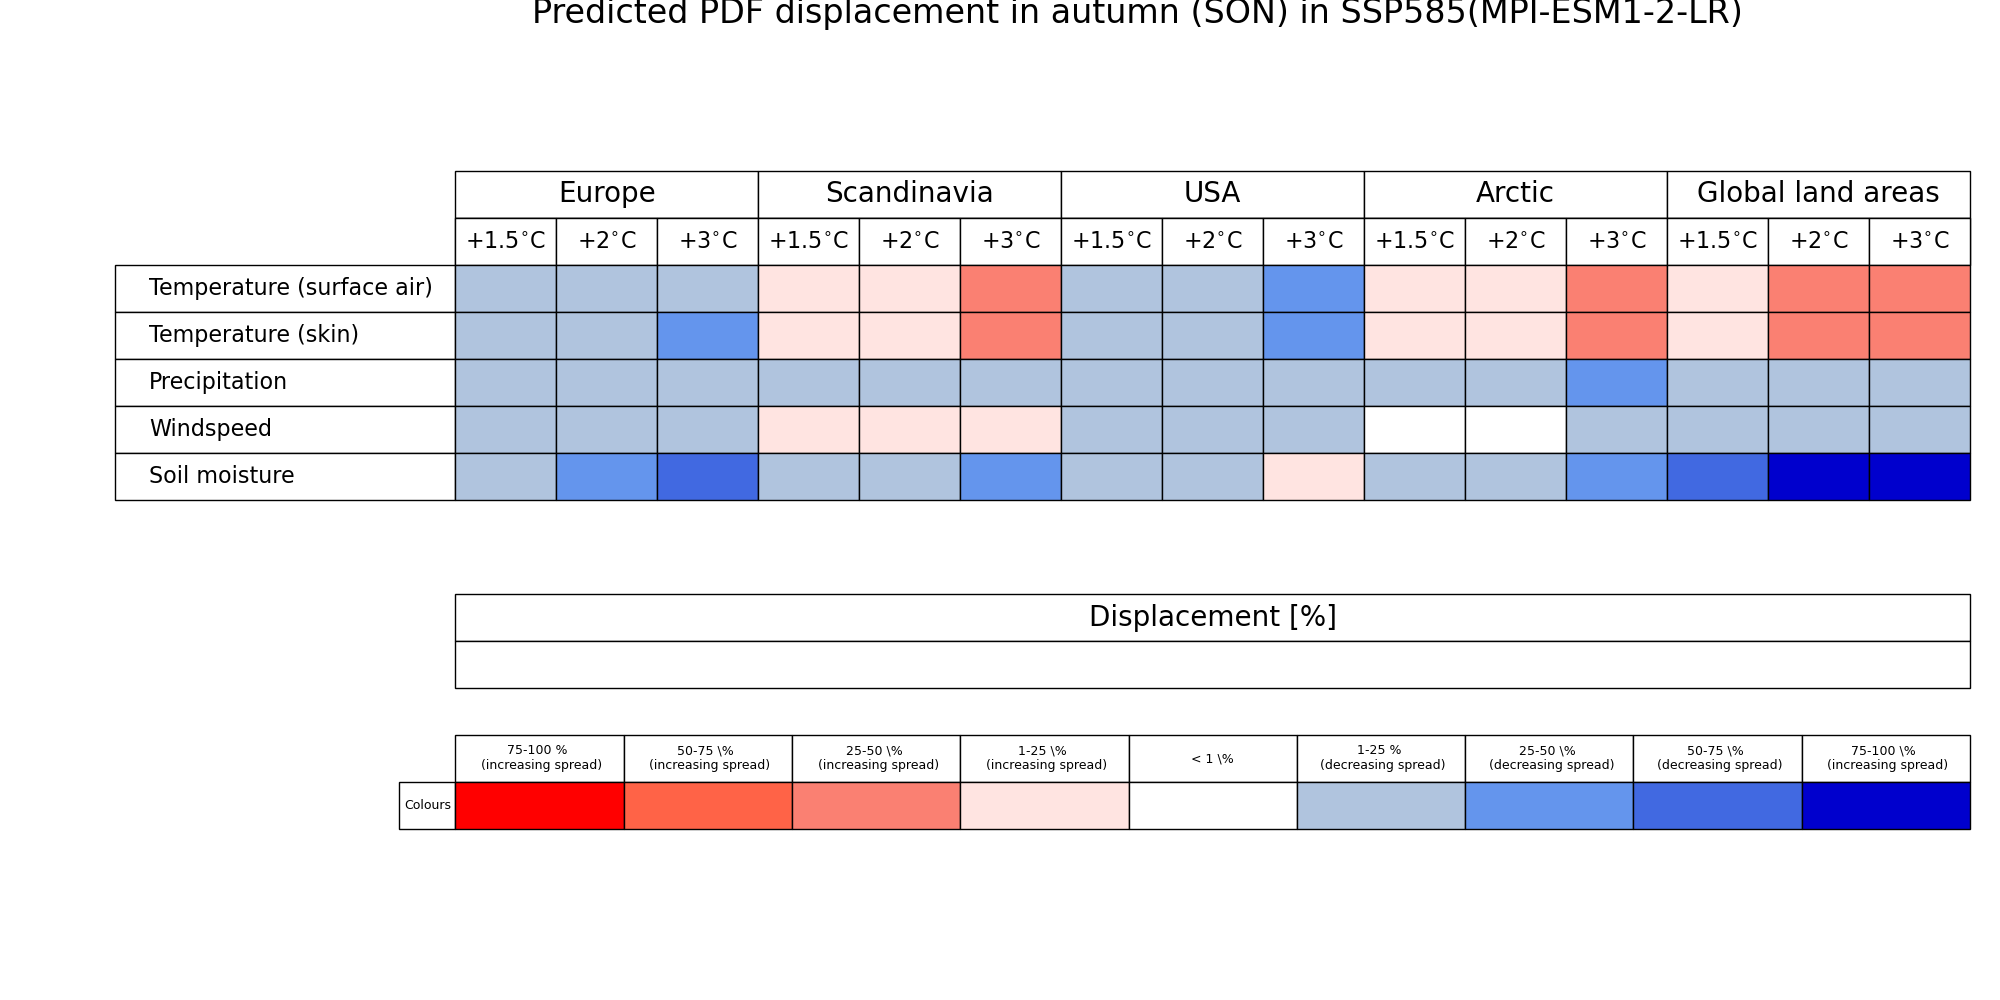 Predicted PDF displacement in autumn (SON) in SSP585(MPI-ESM1-2-LR)
Europe Scandinavia USA Arctic Global land areas
+1.5°C +2°C +3°C +1.5°C +2°C +3°C +1.5°C +2°C +3°C +1.5°C +2°C +3°C +1.5°C +2°C +3°C
Temperature (surface air)
Temperature (skin)
Precipitation
Windspeed
Soil moisture
Displacement [%]
75-100 % 50-75 \% 25-50 \% 1-25 \% < 1 \% 1-25 % 25-50 \% 50-75 \% 75-100 \%
(increasing spread) (increasing spread) (increasing spread) (increasing spread) (decreasing spread) (decreasing spread) (decreasing spread) (increasing spread)
Colours